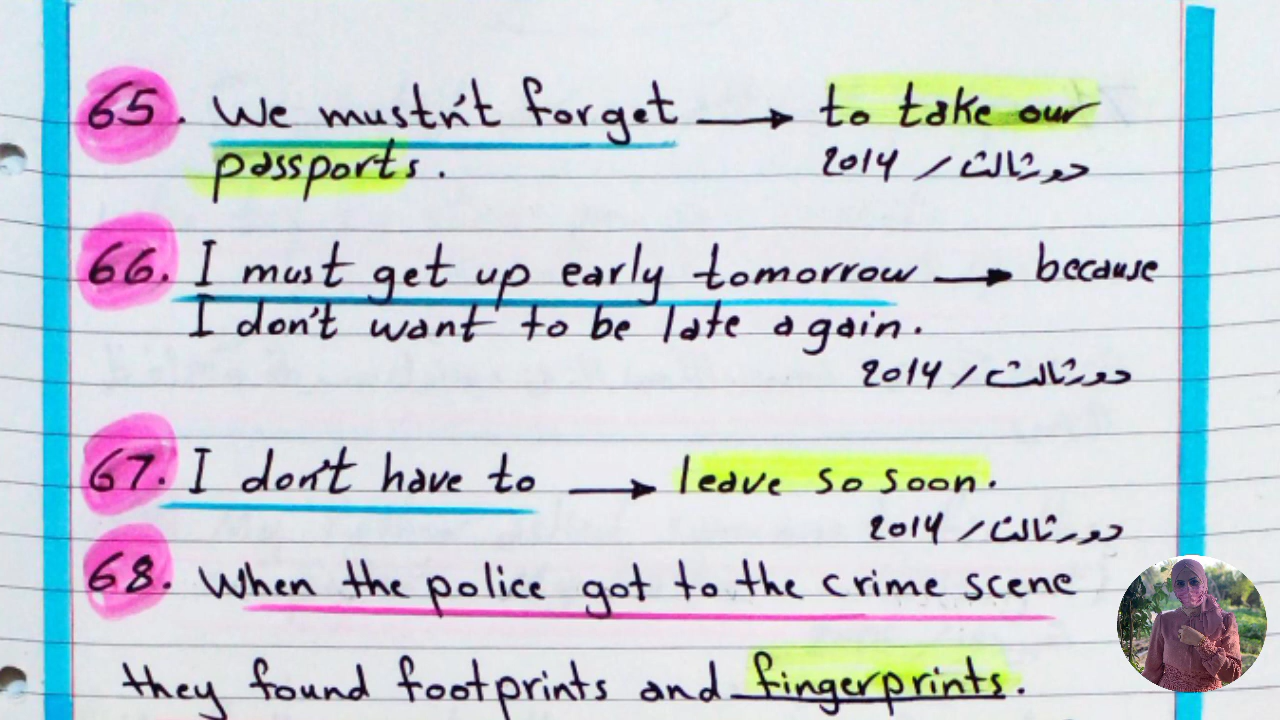 65. We mustn't forget → to take our
passports. دور ثالث / 2014
66. I must get up early tomorrow → because
I don't want to be late again.
دور ثالث / 2014
67. I don't have to → leave so soon.
دور ثالث / 2014
68. When the police got to the crime scene
they found footprints and fingerprints.